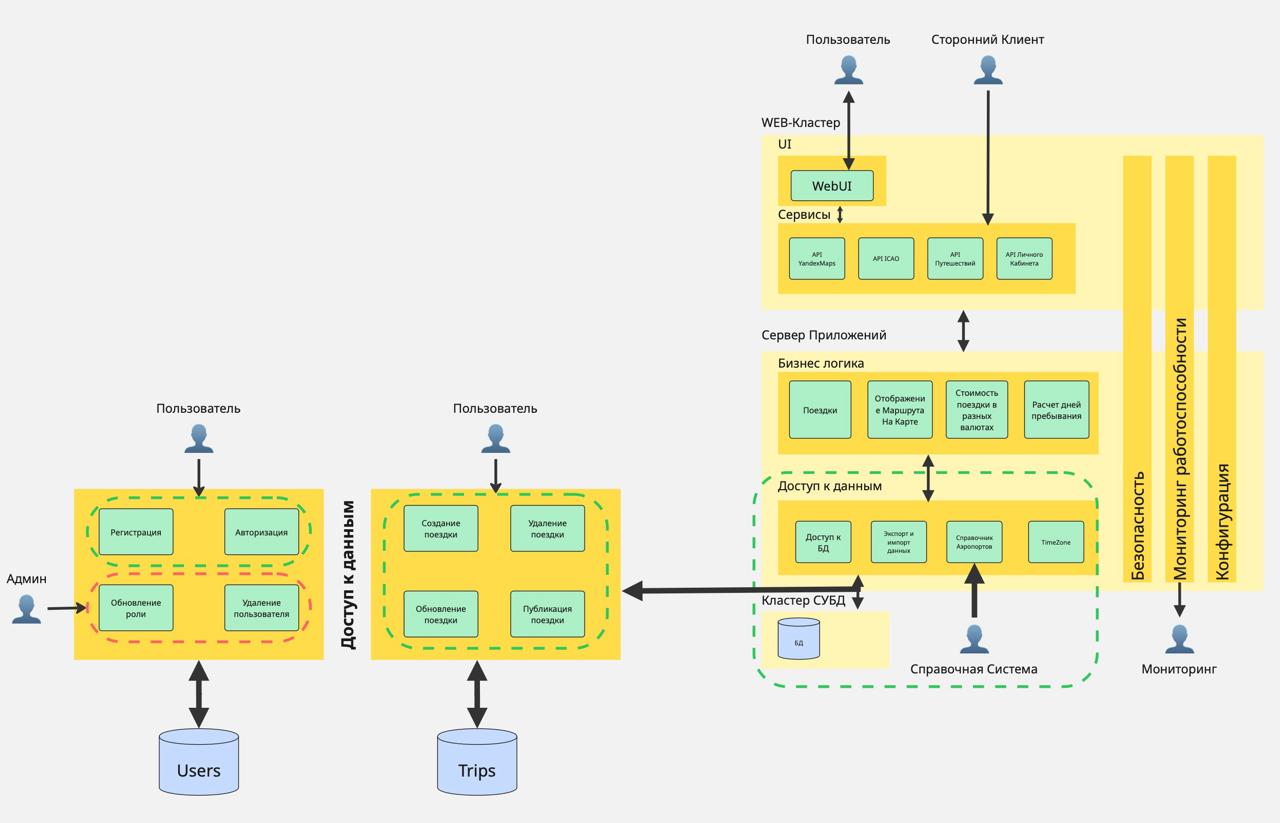 Пользователь
Сторонний Клиент
WEB-Кластер
UI
WebUI
Сервисы
API
YandexMaps
API ICAO
API
Путешествий
API Личного
Кабинета
Сервер Приложений
Бизнес логика
Поездки
Отображени
е Маршрута
На Карте
Стоимость
поездки в
разных
валютах
Расчет дней
пребывания
Доступ к данным
Доступ к
БД
Экспорт и
импорт
данных
Справочник
Аэропортов
TimeZone
Кластер СУБД
БД
Справочная Система
Безопасность
Мониторинг работоспособности
Конфигурация
Мониторинг
Пользователь
Регистрация
Авторизация
Админ
Обновление
роли
Удаление
пользователя
Users
Доступ к данным
Пользователь
Создание
поездки
Удаление
поездки
Обновление
поездки
Публикация
поездки
Trips